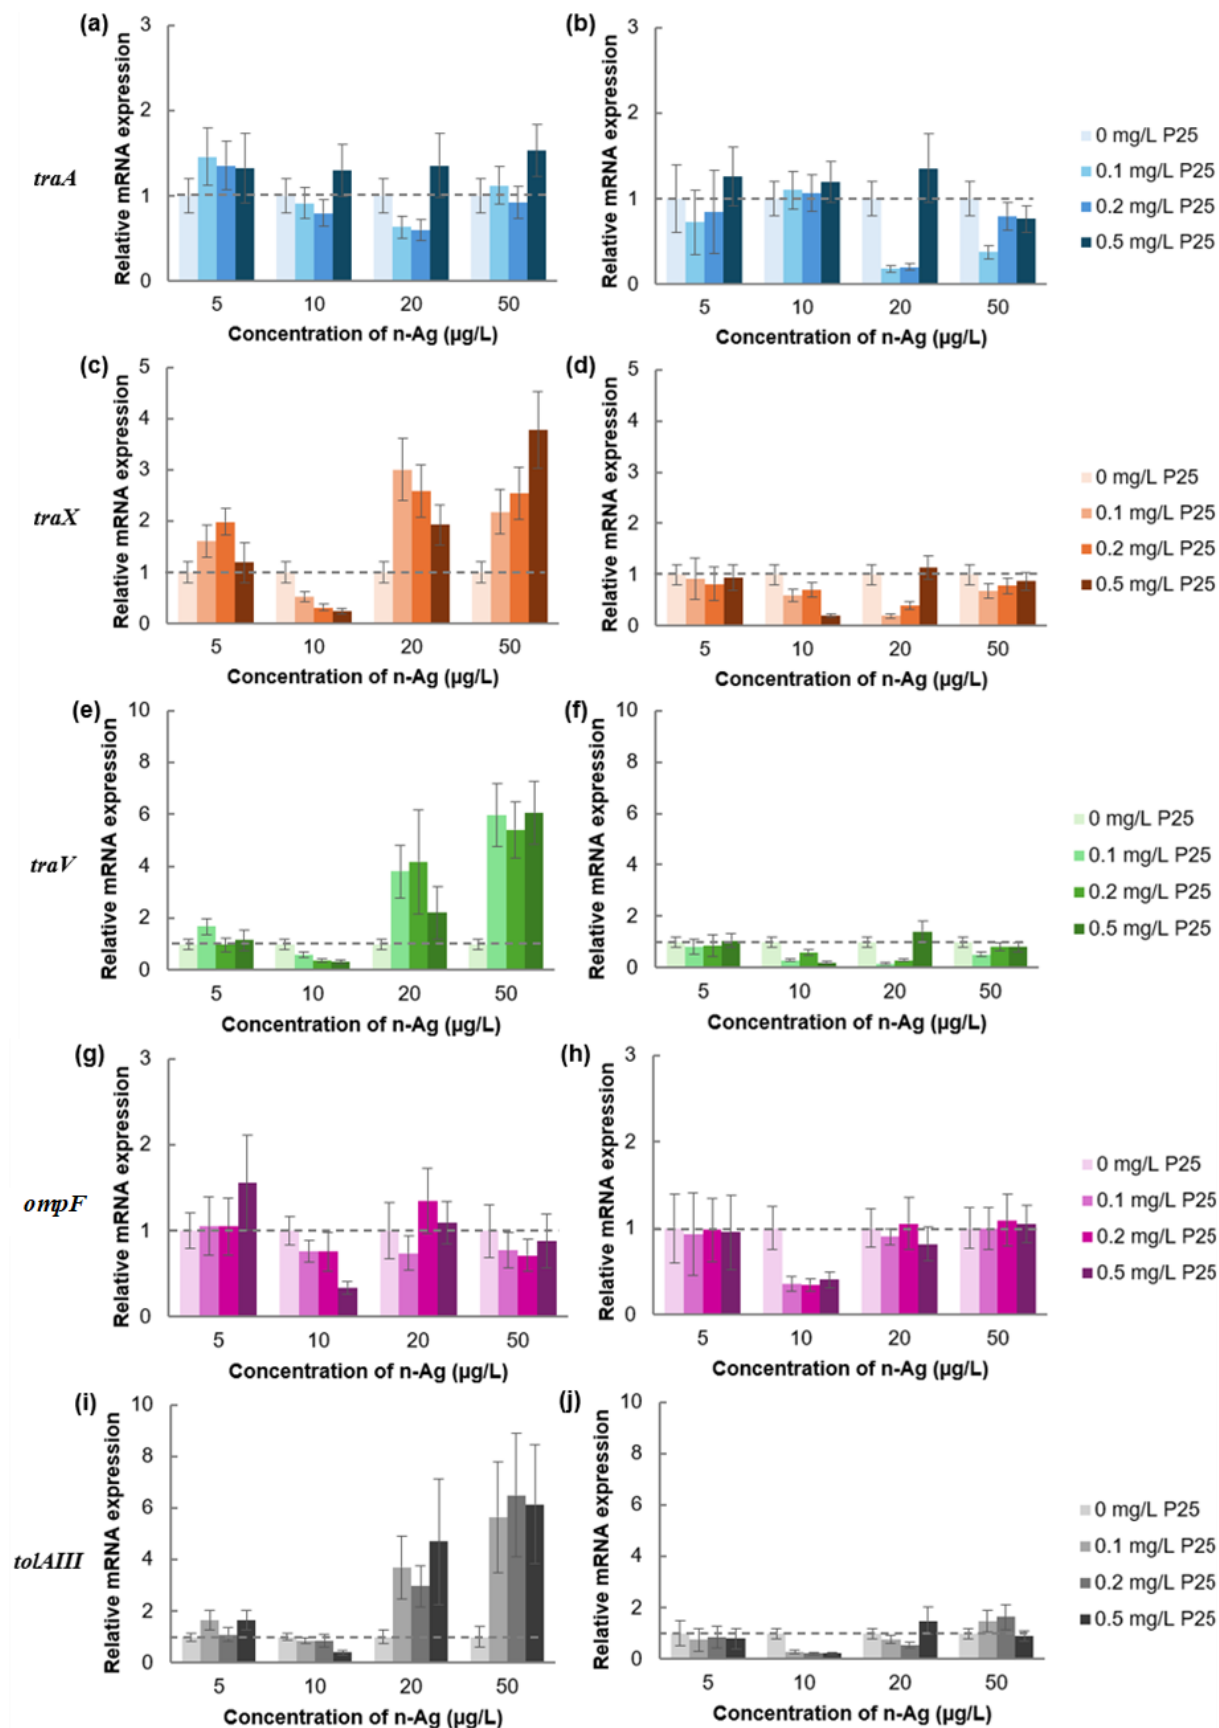 (a)
(b)
traA
Relative mRNA expression
3
2
1
0
5 10 20 50
Concentration of n-Ag (µg/L)
Relative mRNA expression
3
2
1
0
5 10 20 50
Concentration of n-Ag (µg/L)
0 mg/L P25
0.1 mg/L P25
0.2 mg/L P25
0.5 mg/L P25
(c)
(d)
traX
Relative mRNA expression
5
4
3
2
1
0
5 10 20 50
Concentration of n-Ag (µg/L)
Relative mRNA expression
5
4
3
2
1
0
5 10 20 50
Concentration of n-Ag (µg/L)
0 mg/L P25
0.1 mg/L P25
0.2 mg/L P25
0.5 mg/L P25
(e)
(f)
traV
Relative mRNA expression
10
8
6
4
2
0
5 10 20 50
Concentration of n-Ag (µg/L)
Relative mRNA expression
10
8
6
4
2
0
5 10 20 50
Concentration of n-Ag (µg/L)
0 mg/L P25
0.1 mg/L P25
0.2 mg/L P25
0.5 mg/L P25
(g)
(h)
ompF
Relative mRNA expression
3
2
1
0
5 10 20 50
Concentration of n-Ag (µg/L)
Relative mRNA expression
3
2
1
0
5 10 20 50
Concentration of n-Ag (µg/L)
0 mg/L P25
0.1 mg/L P25
0.2 mg/L P25
0.5 mg/L P25
(i)
(j)
tolAIII
Relative mRNA expression
10
8
6
4
2
0
5 10 20 50
Concentration of n-Ag (µg/L)
Relative mRNA expression
10
8
6
4
2
0
5 10 20 50
Concentration of n-Ag (µg/L)
0 mg/L P25
0.1 mg/L P25
0.2 mg/L P25
0.5 mg/L P25